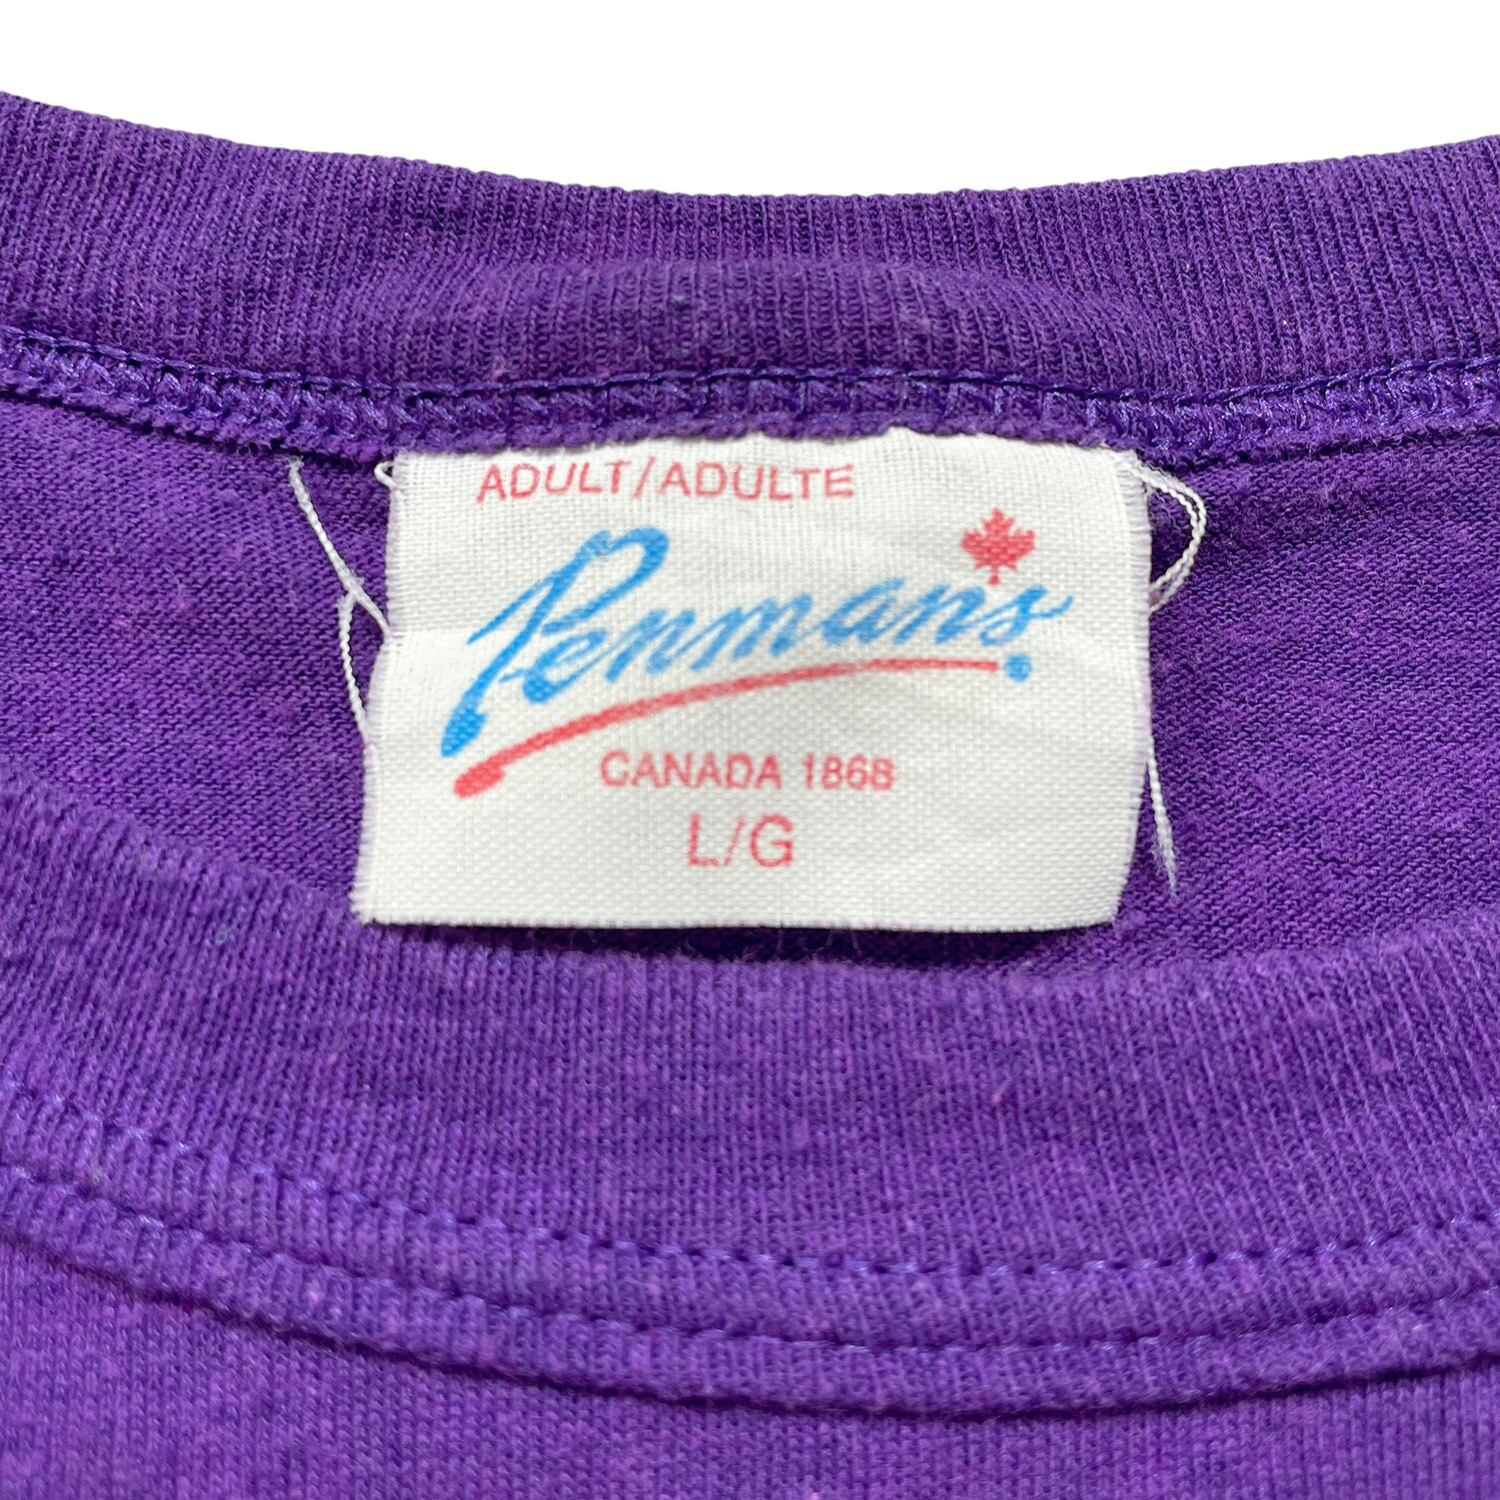 ADULT/ADULTE
Penmans®
CANADA 1868
L/G